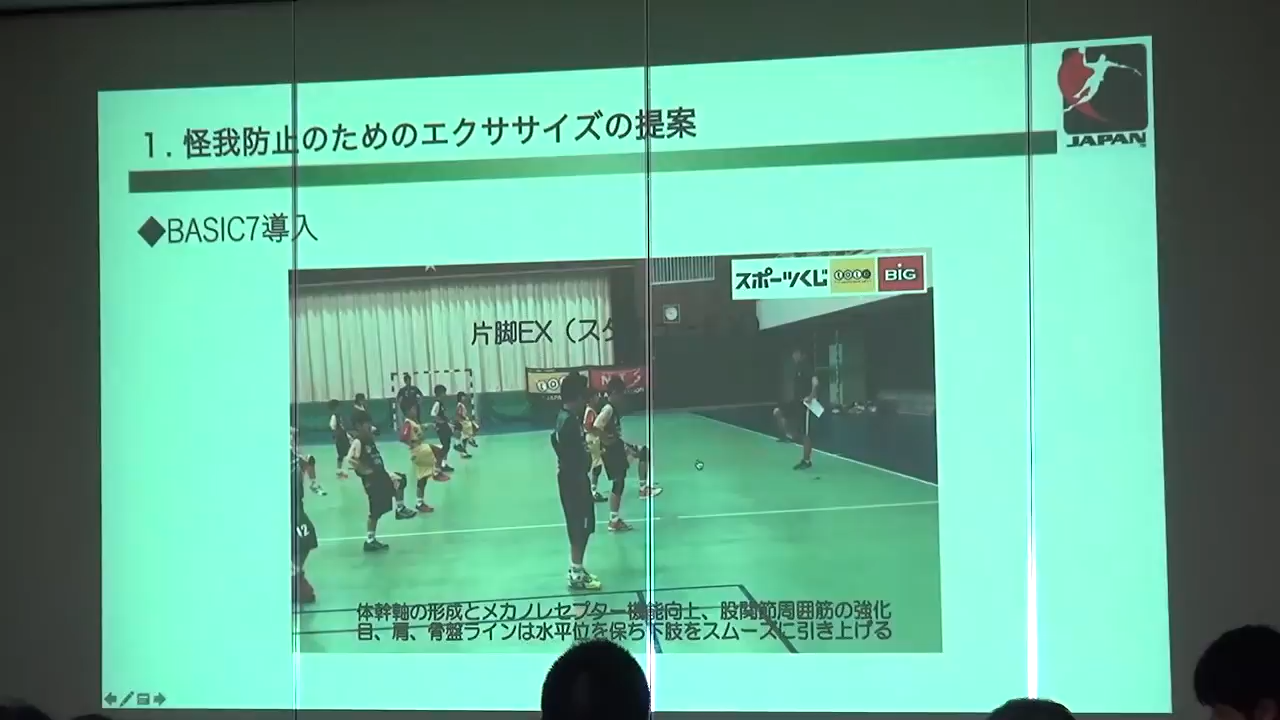 1. 怪我防止のためのエクササイズの提案
JAPAN
◆BASIC7導入
スポーツくじ toto BIG
片脚EX（スタ
toto
12
体幹軸の形成とメカノレセプター機能向上、股関節周囲筋の強化
目、肩、骨盤ラインは水平位を保ち下肢をスムーズに引き上げる